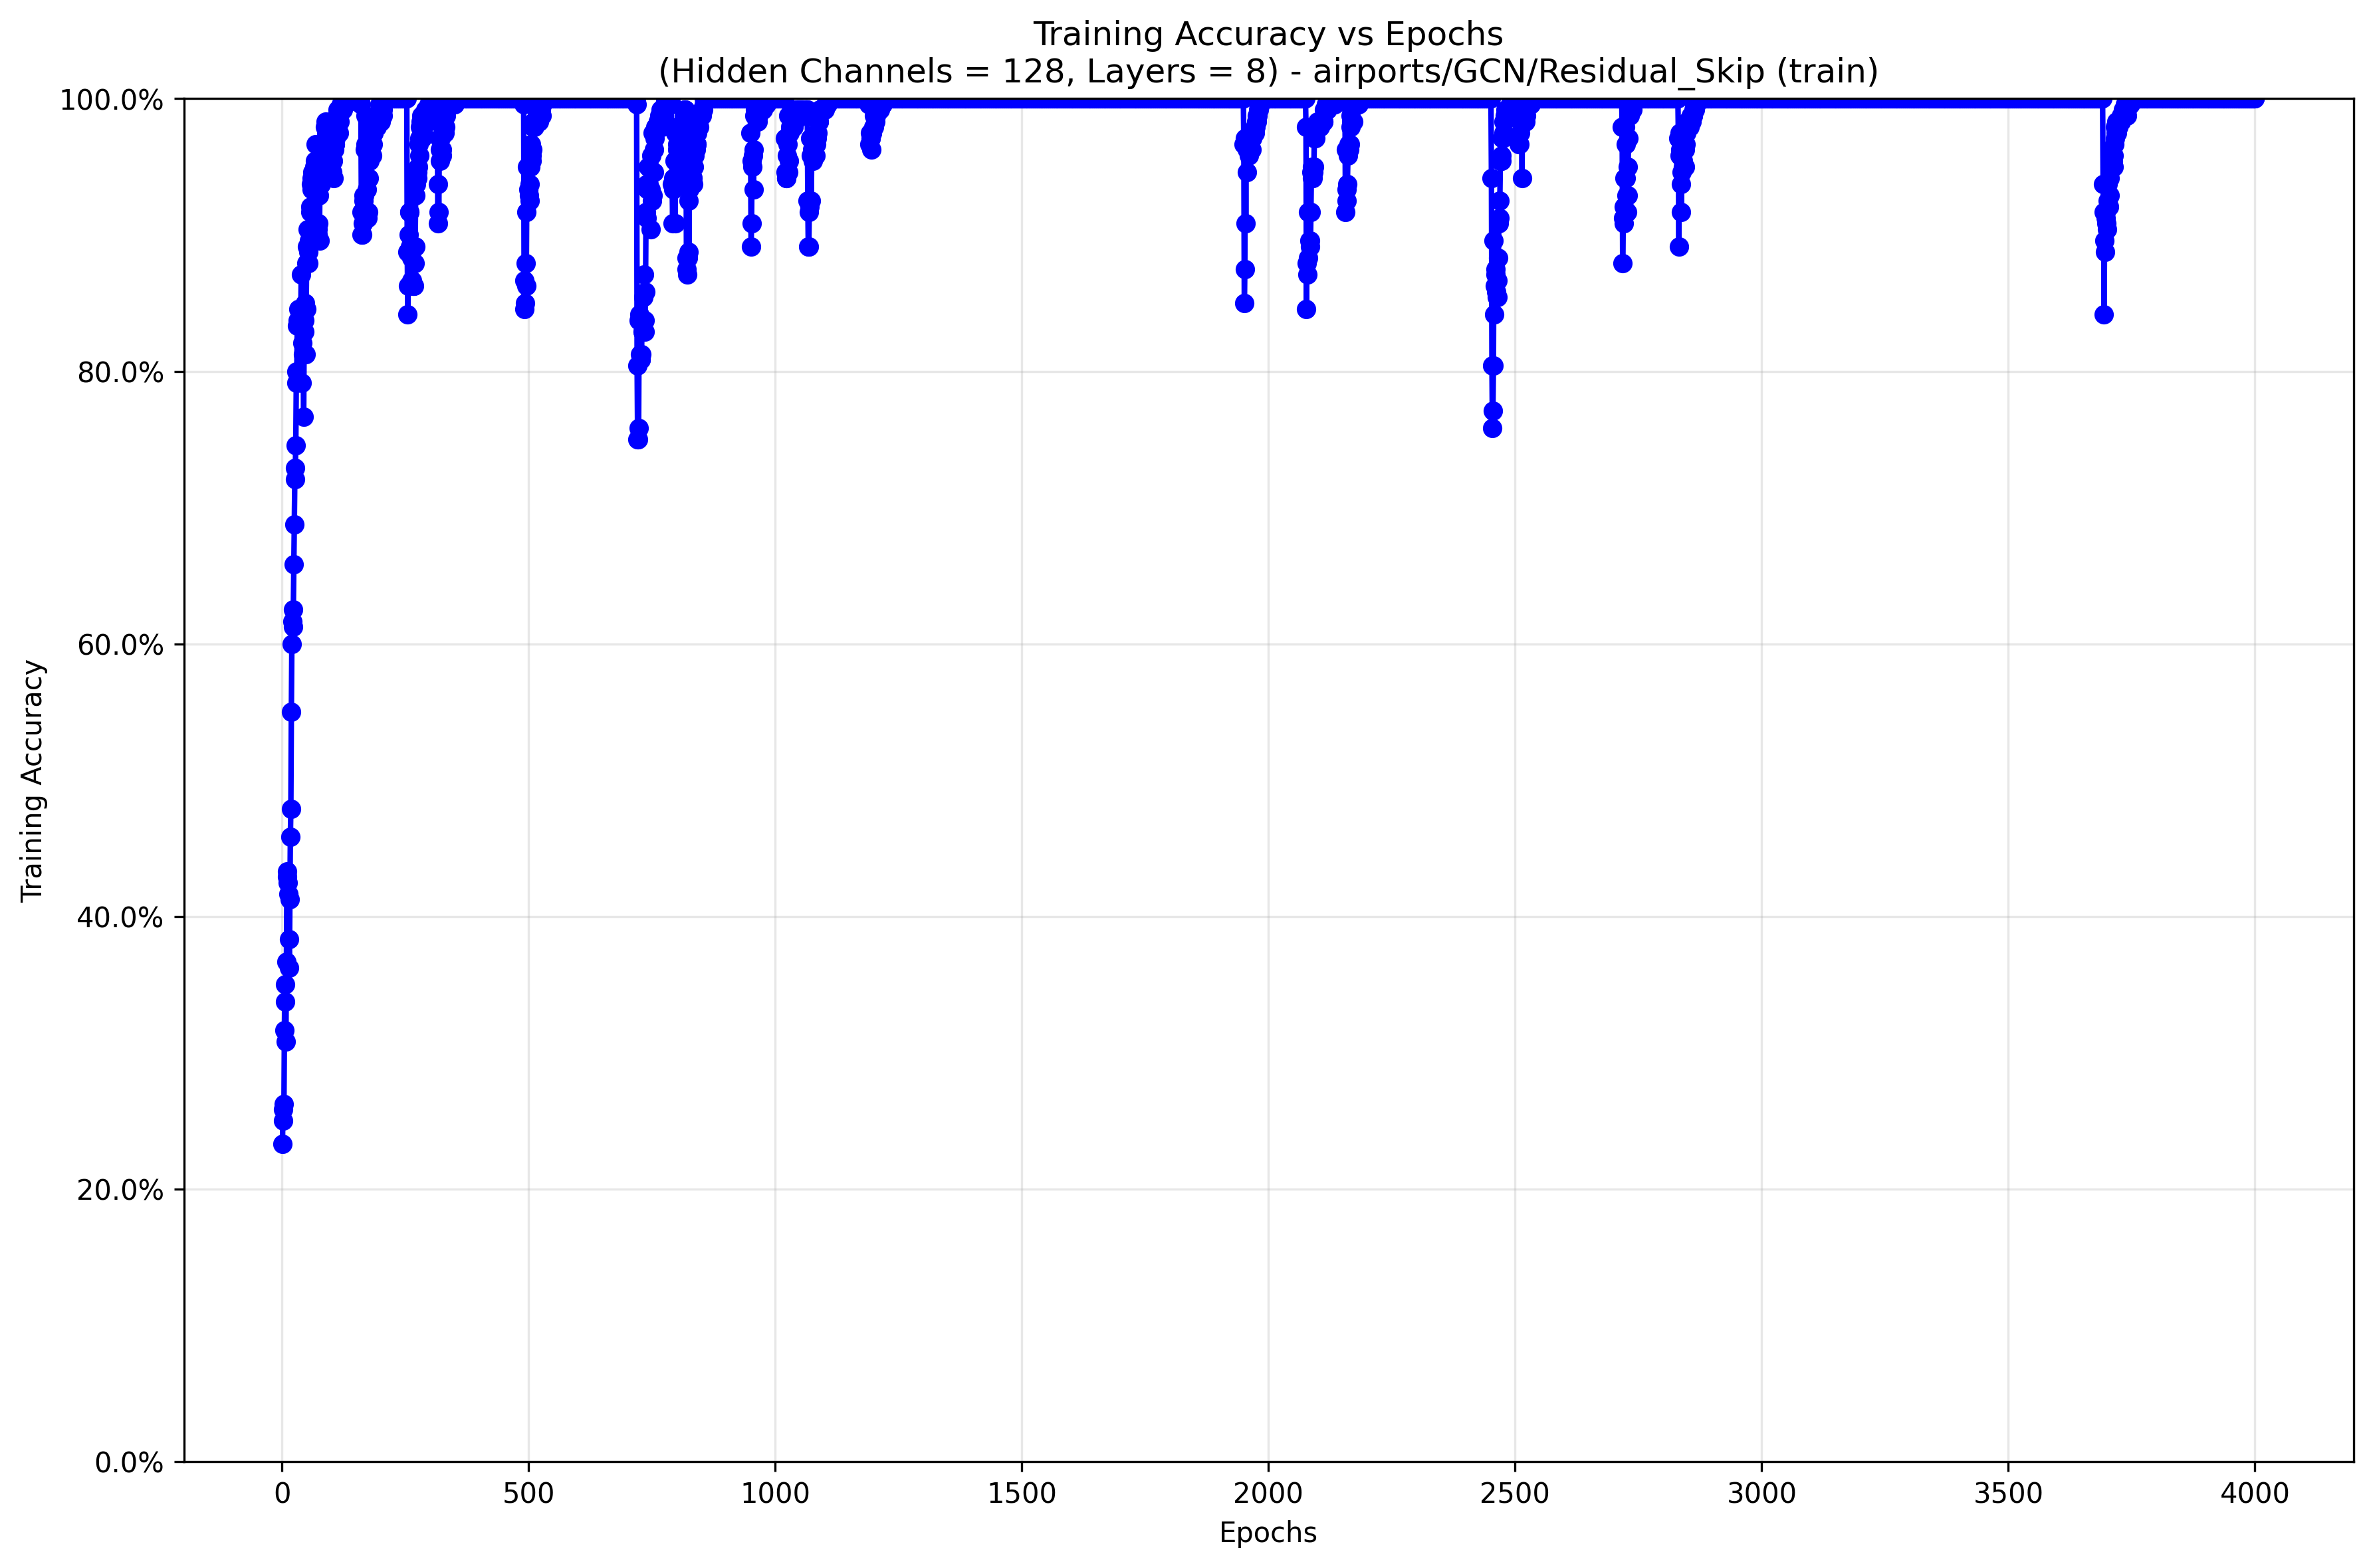 Training Accuracy vs Epochs
(Hidden Channels = 128, Layers = 8) - airports/GCN/Residual_Skip (train)
100.0%
80.0%
60.0%
40.0%
20.0%
0.0%
Training Accuracy
0 500 1000 1500 2000 2500 3000 3500 4000
Epochs